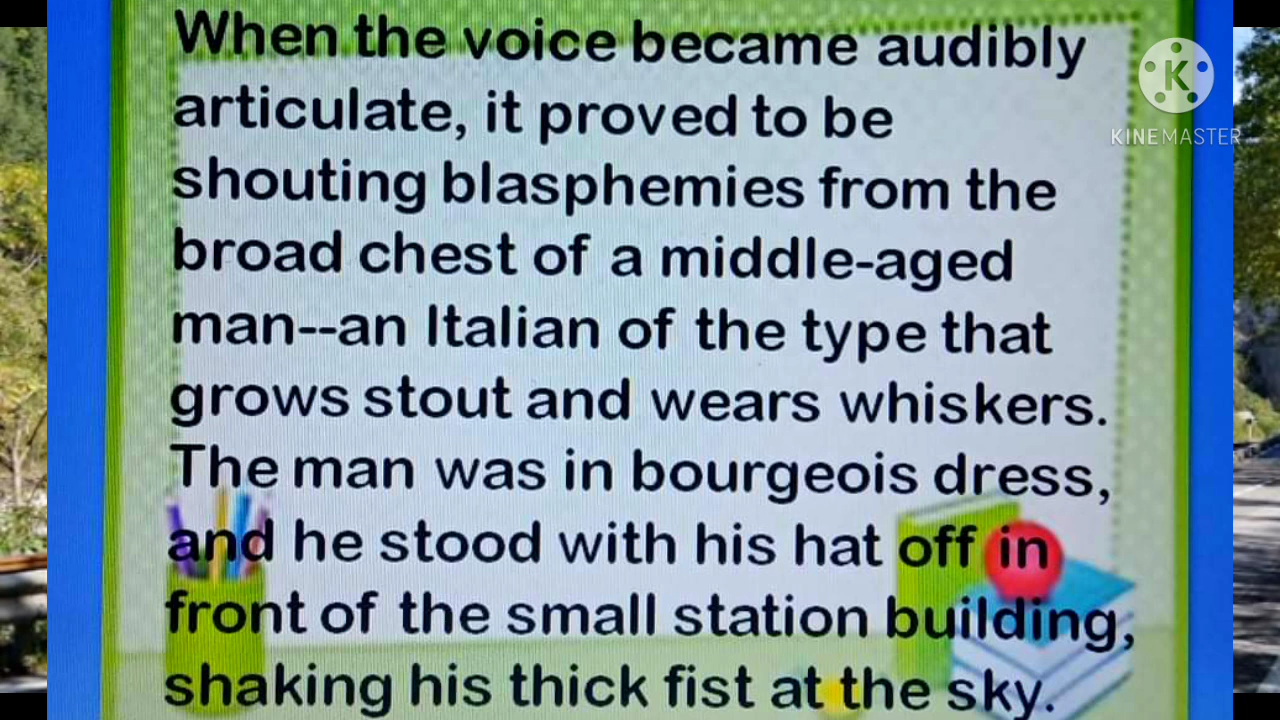 When the voice became audibly
articulate, it proved to be
shouting blasphemies from the
broad chest of a middle-aged
man--an Italian of the type that
grows stout and wears whiskers.
The man was in bourgeois dress,
and he stood with his hat off in
front of the small station building,
shaking his thick fist at the sky.
K
KINEMASTER